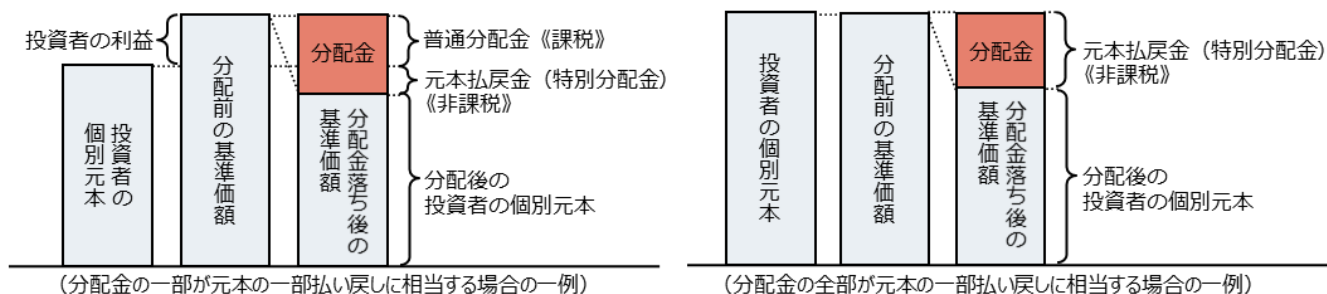 投資者の利益
投資者の
個別元本
分配前の基準価額
分配金
分配金落ち後の
基準価額
普通分配金《課税》
元本払戻金（特別分配金）
《非課税》
分配後の
投資者の個別元本
（分配金の一部が元本の一部払い戻しに相当する場合の一例）
投資者の個別元本
分配前の基準価額
分配金
分配金落ち後の
基準価額
元本払戻金（特別分配金）
《非課税》
分配後の
投資者の個別元本
（分配金の全部が元本の一部払い戻しに相当する場合の一例）